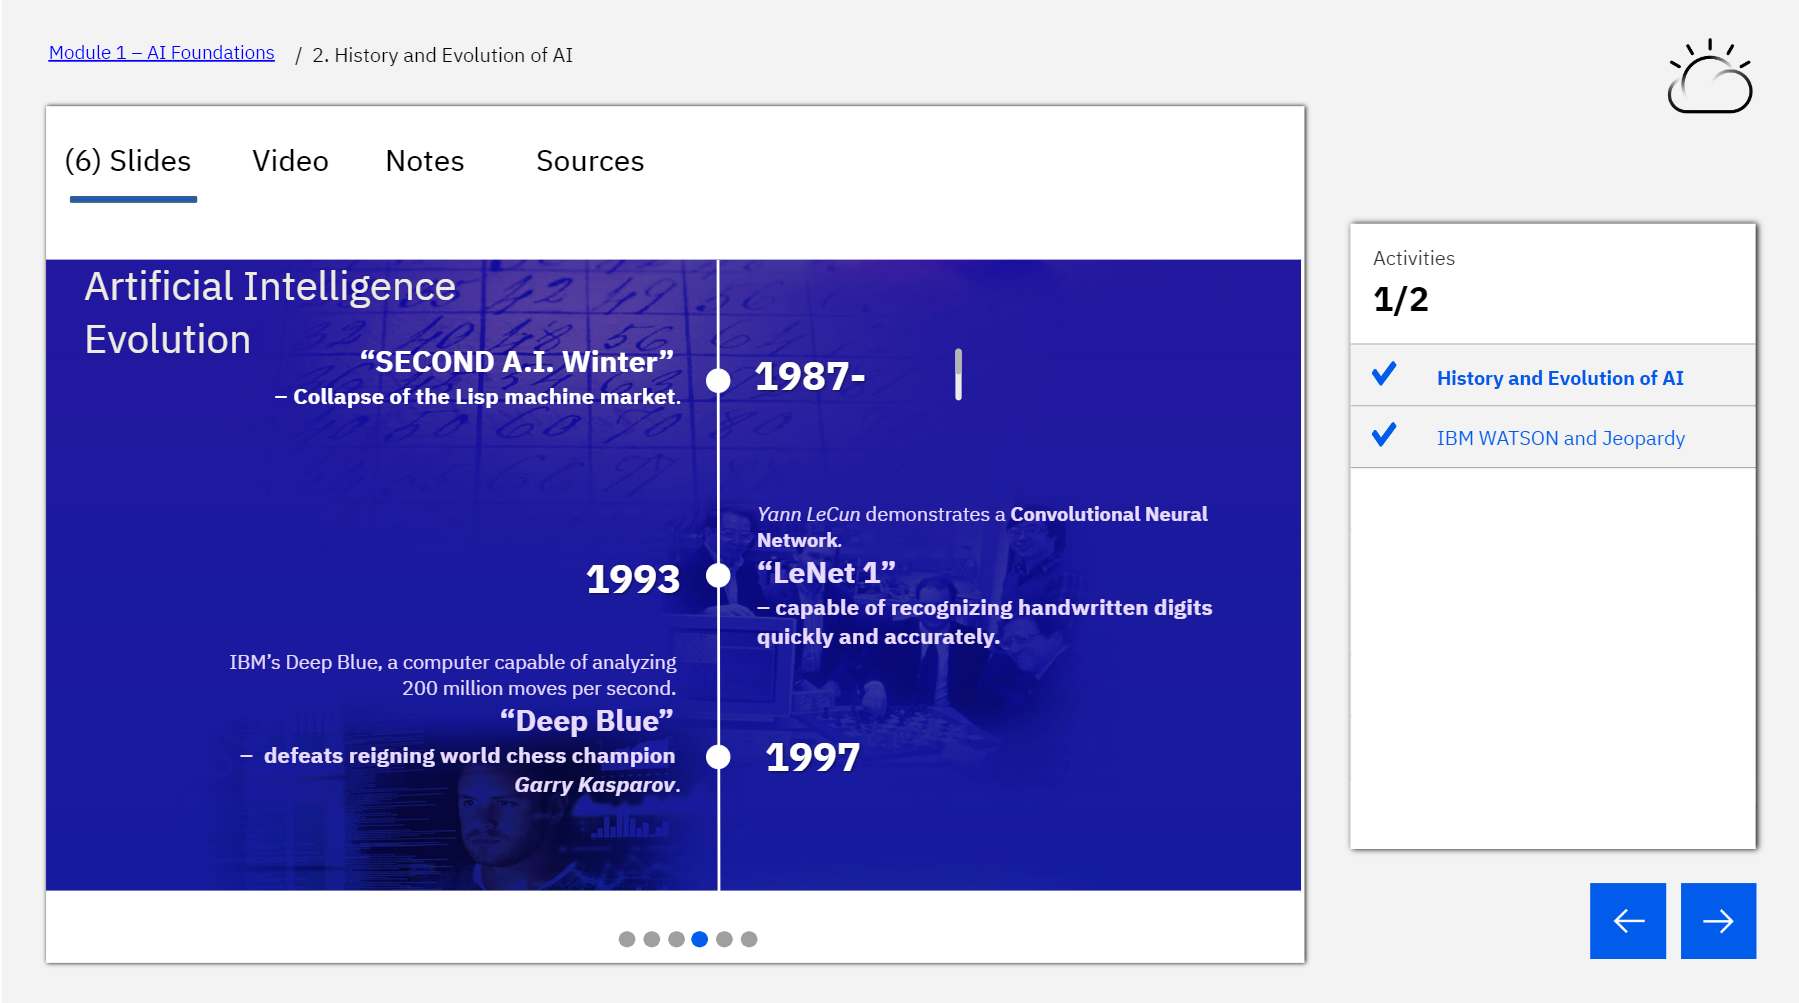 Module 1 – AI Foundations / 2. History and Evolution of AI
(6) Slides Video Notes Sources
Artificial Intelligence
Evolution
“SECOND A.I. Winter”
– Collapse of the Lisp machine market.
1987-
Yann LeCun demonstrates a Convolutional Neural
Network.
“LeNet 1”
– capable of recognizing handwritten digits
quickly and accurately.
1993
IBM’s Deep Blue, a computer capable of analyzing
200 million moves per second.
“Deep Blue”
– defeats reigning world chess champion
Garry Kasparov.
1997
Activities
1/2
History and Evolution of AI
IBM WATSON and Jeopardy